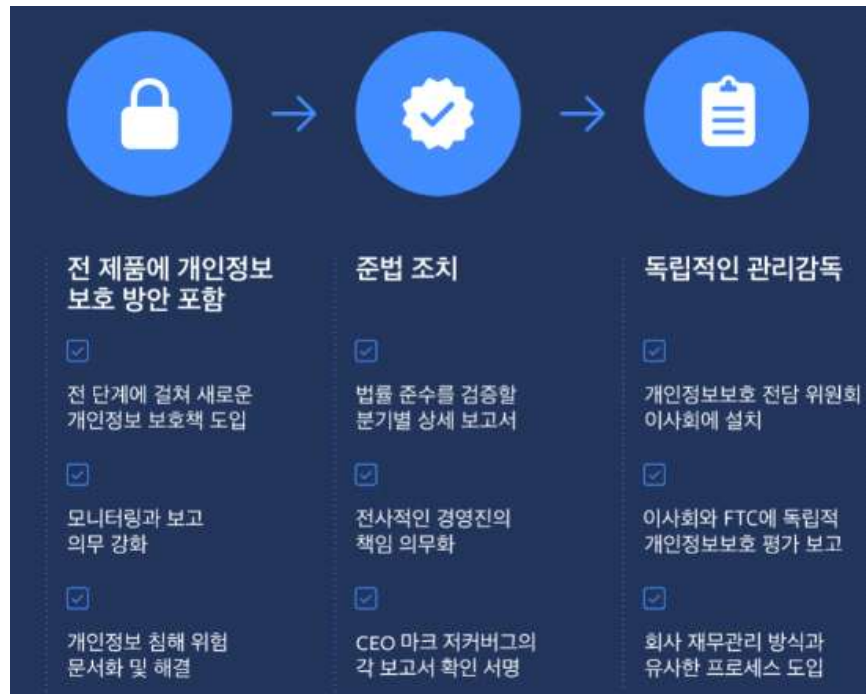 전 제품에 개인정보
보호 방안 포함
전 단계에 걸쳐 새로운
개인정보 보호책 도입
모니터링과 보고
의무 강화
개인정보 침해 위험
문서화 및 해결
준법 조치
법률 준수를 검증할
분기별 상세 보고서
전사적인 경영진의
책임 의무화
CEO 마크 저커버그의
각 보고서 확인 서명
독립적인 관리감독
개인정보보호 전담 위원회
이사회에 설치
이사회와 FTC에 독립적
개인정보보호 평가 보고
회사 재무관리 방식과
유사한 프로세스 도입